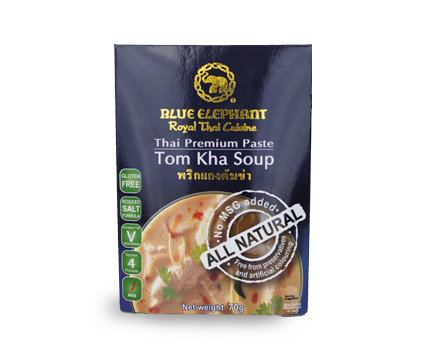 BLUE ELEPHANT
Royal Thai Cuisine
Thai Premium Paste
Tom Kha Soup
พริกแกงต้มข่า
GLUTEN
FREE
REDUCED
SALT
FORMULA
V
Serves
4
Persons
Mild
No MSG added
ALL NATURAL
Free from preservatives
and artificial colouring
Net weight 70g